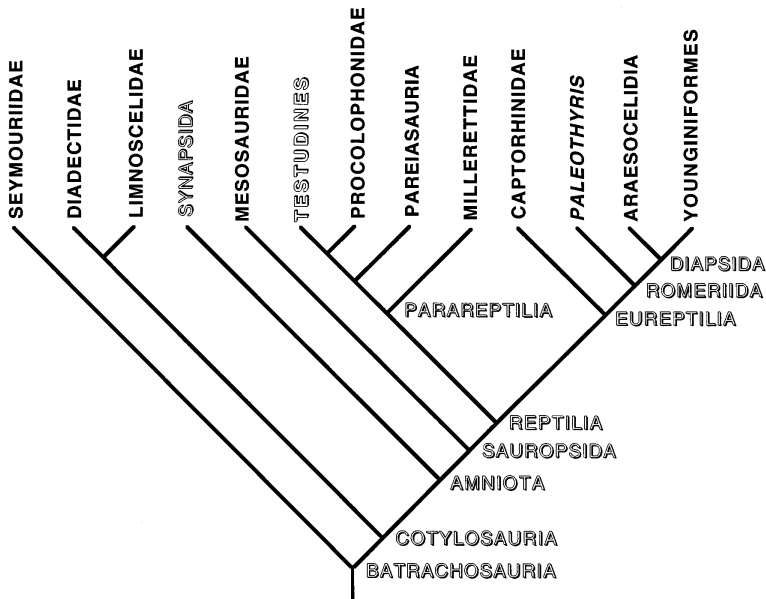 SEYMOURIIDAE
DIADECTIDAE
LIMNOSCELIDAE
SYNAPSIDA
MESOSAURIDAE
TESTUDINES
PROCOLOPHONIDAE
PAREIASAURIA
MILLERETTIDAE
CAPTORHINIDAE
PALEOTHYRIS
ARAESOCELIDIA
YOUNGINIFORMES
DIAPSIDA
ROMERIIDA
PARAREPTILIA
EUREPTILIA
REPTILIA
SAUROPSIDA
AMNIOTA
COTYLOSAURIA
BATRACHOSAURIA